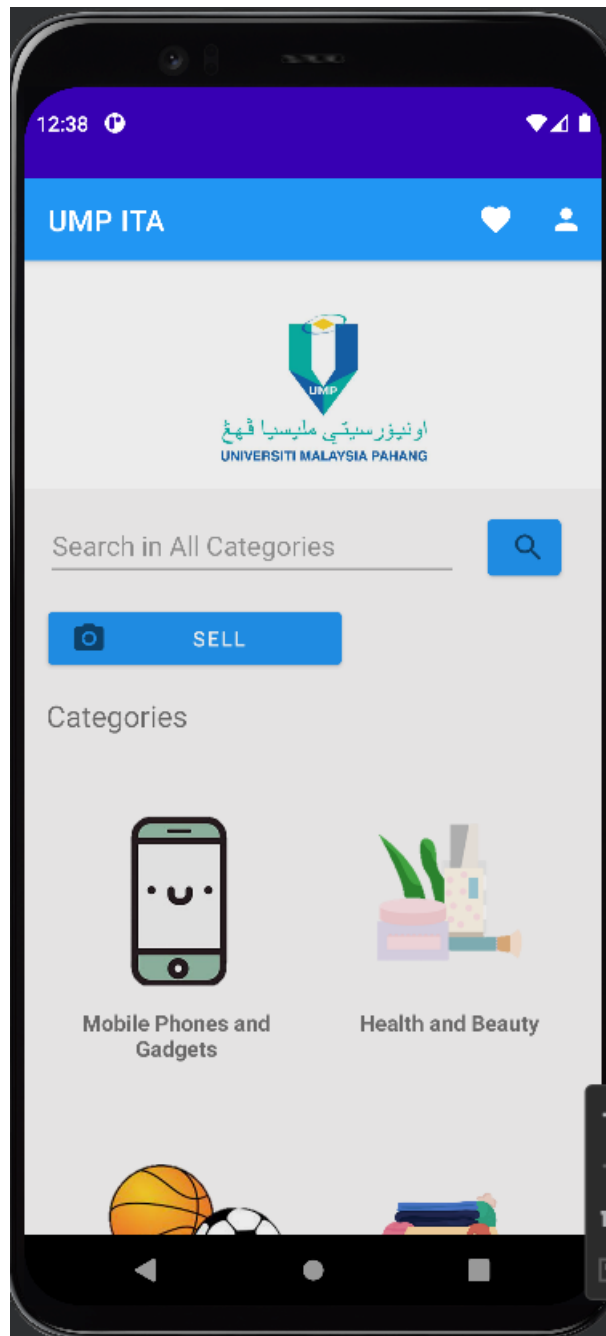 12:38
UMP ITA
UMP
اونيۏرسيتي مليسيا ڤهڠ
UNIVERSITI MALAYSIA PAHANG
Search in All Categories
SELL
Categories
Mobile Phones and
Gadgets
Health and Beauty